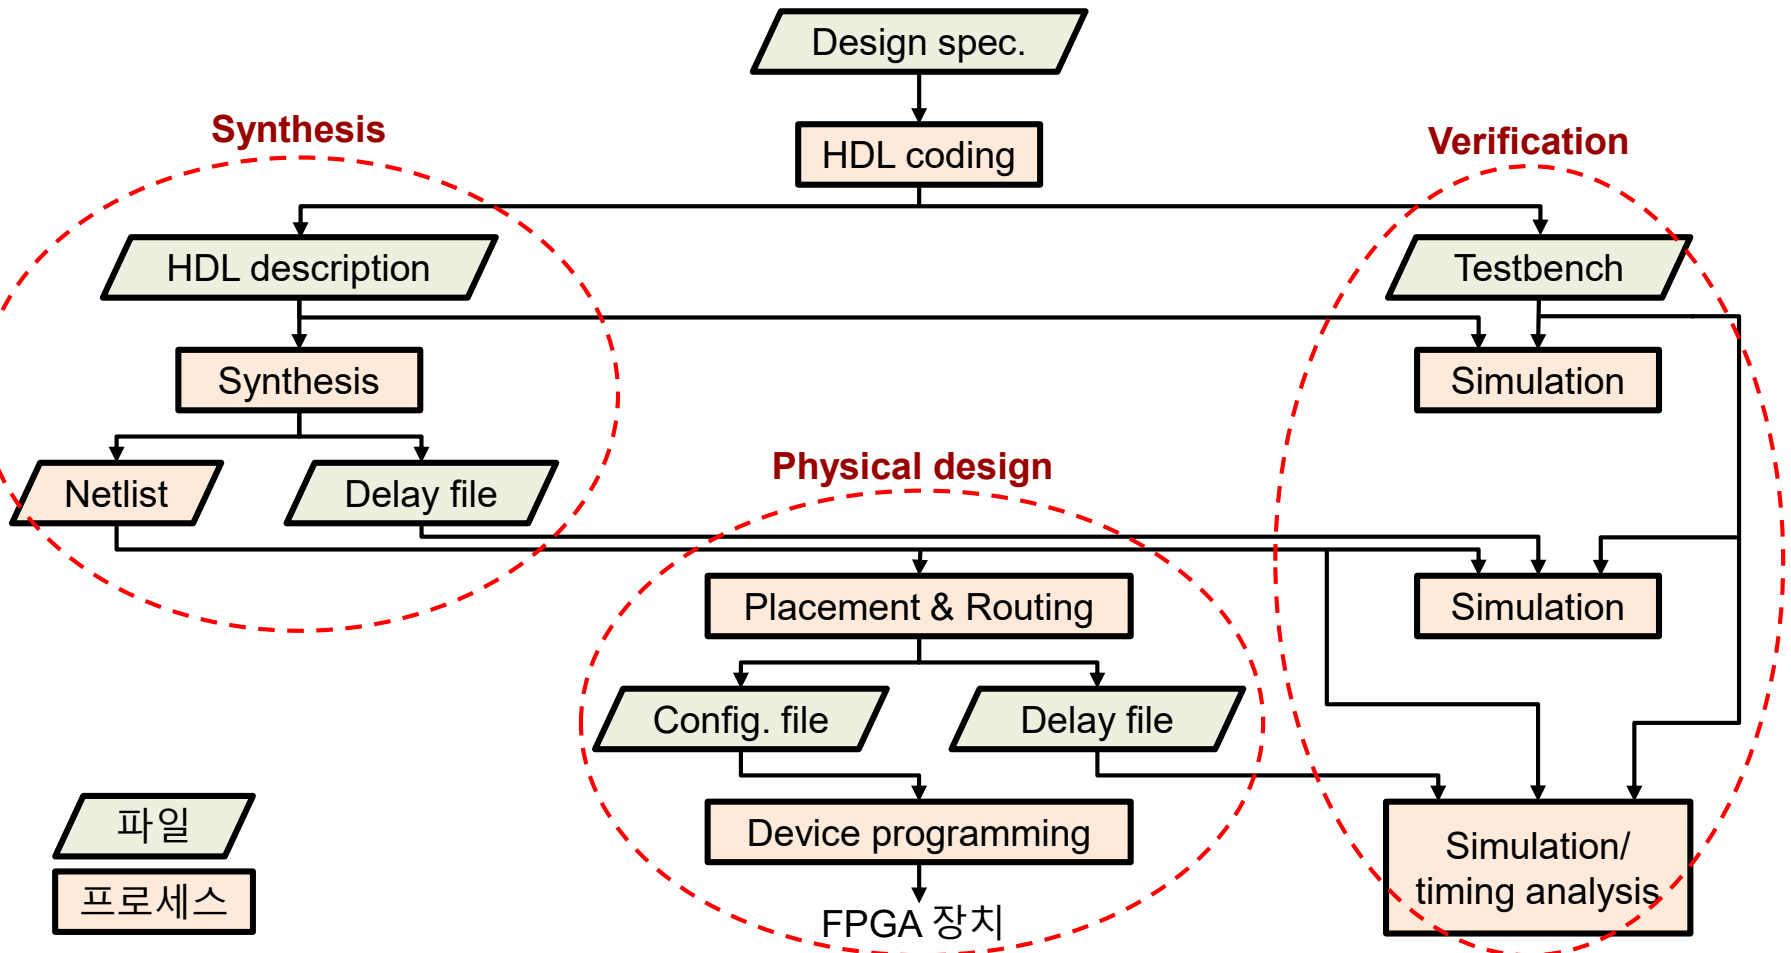 Design spec.
Synthesis
HDL coding
Verification
HDL description
Testbench
Synthesis
Simulation
Physical design
Netlist
Delay file
Placement & Routing
Simulation
Config. file
Delay file
파일
Device programming
Simulation/
timing analysis
프로세스
FPGA 장치